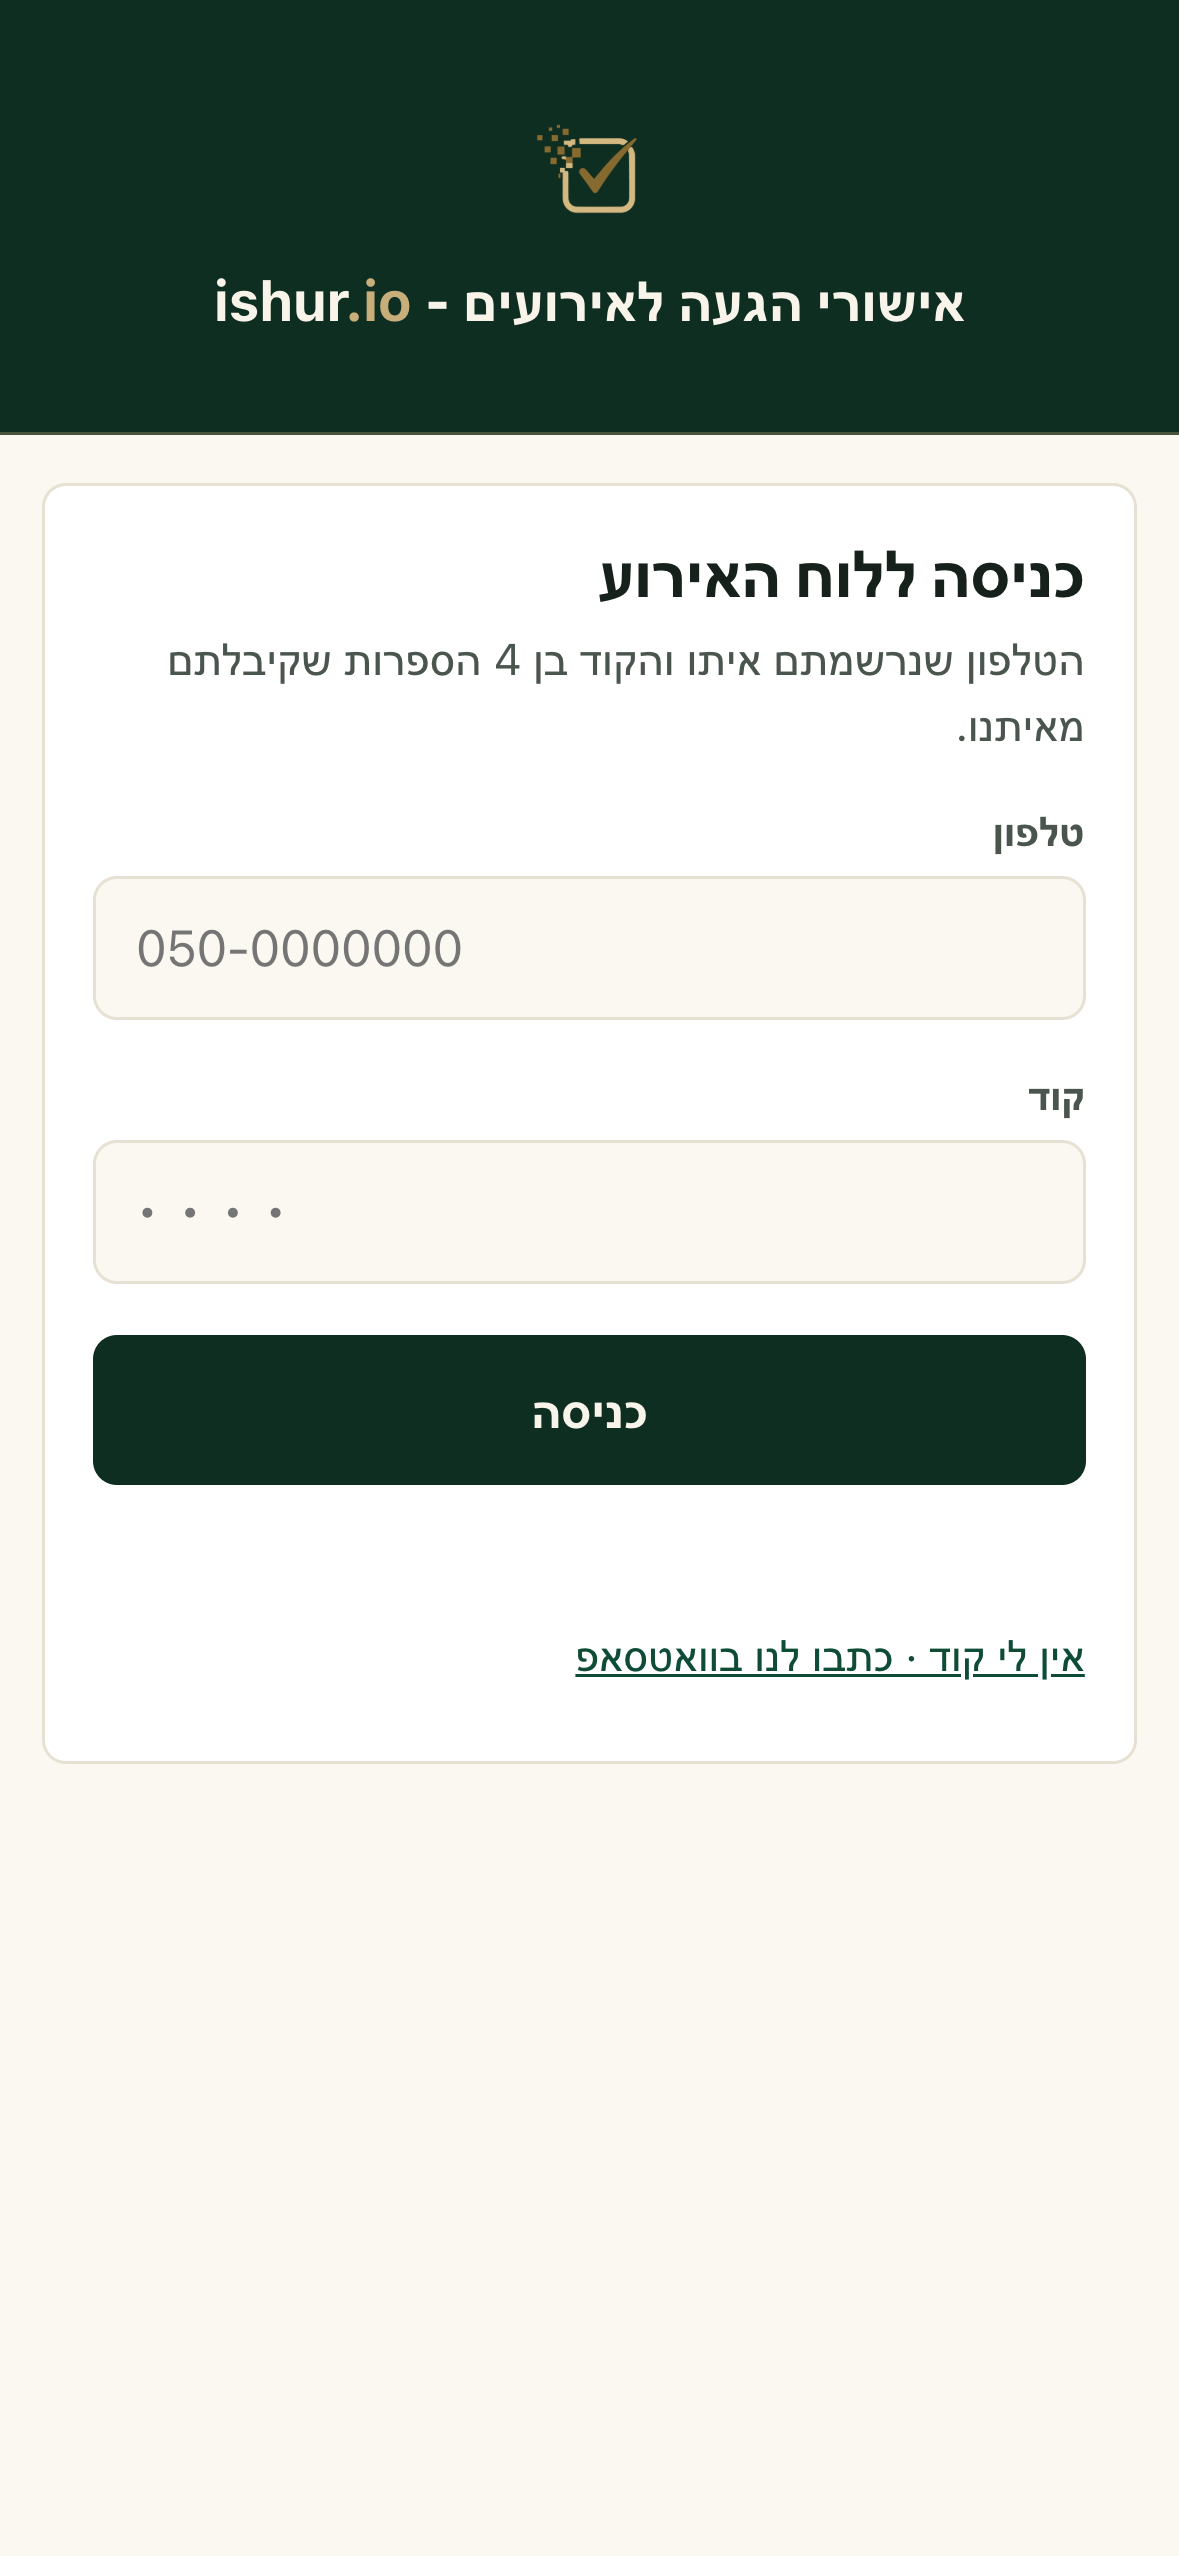 אישורי הגעה לאירועים - ishur.io
כניסה ללוח האירוע
הטלפון שנרשמתם איתו והקוד בן 4 הספרות שקיבלתם
מאיתנו.
טלפון
050-0000000
קוד
• • • •
כניסה
אין לי קוד · כתבו לנו בוואטסאפ